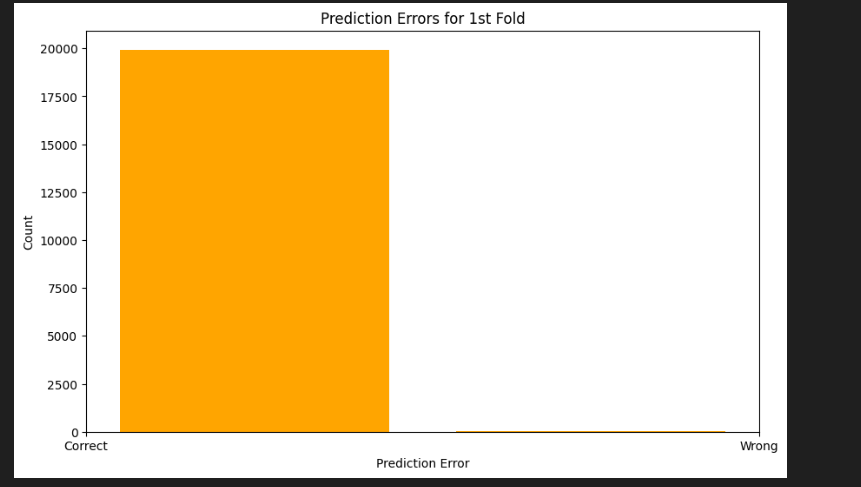 Prediction Errors for 1st Fold
20000
17500
15000
12500
10000
7500
5000
2500
0
Count
Correct
Wrong
Prediction Error